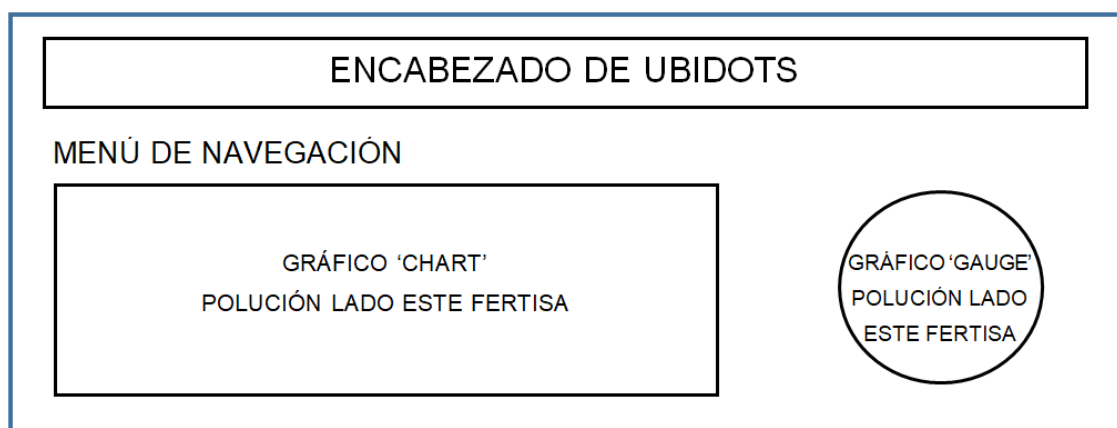 ENCABEZADO DE UBIDOTS
MENÚ DE NAVEGACIÓN
GRÁFICO ‘CHART’
POLUCIÓN LADO ESTE FERTISA
GRÁFICO ‘GAUGE’
POLUCIÓN LADO
ESTE FERTISA